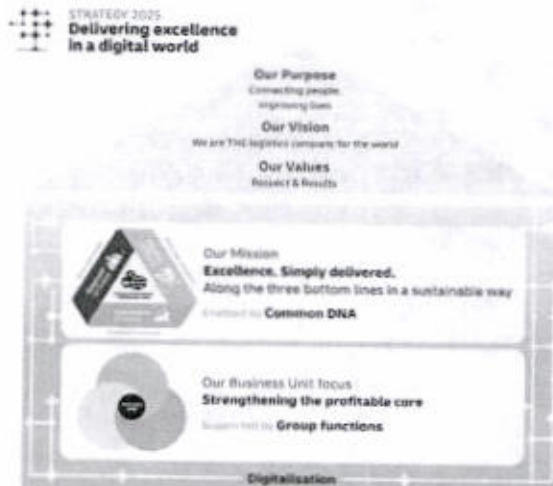 STRATEGY 2025
Delivering excellence
in a digital world
Our Purpose
Connecting people,
improving lives
Our Vision
We are THE logistics company for the world
Our Values
Respect & Results
Our Mission
Excellence. Simply delivered.
Along the three bottom lines in a sustainable way
Enabled by Common DNA
Our Business Unit focus
Strengthening the profitable core
Supported by Group functions
Digitalisation